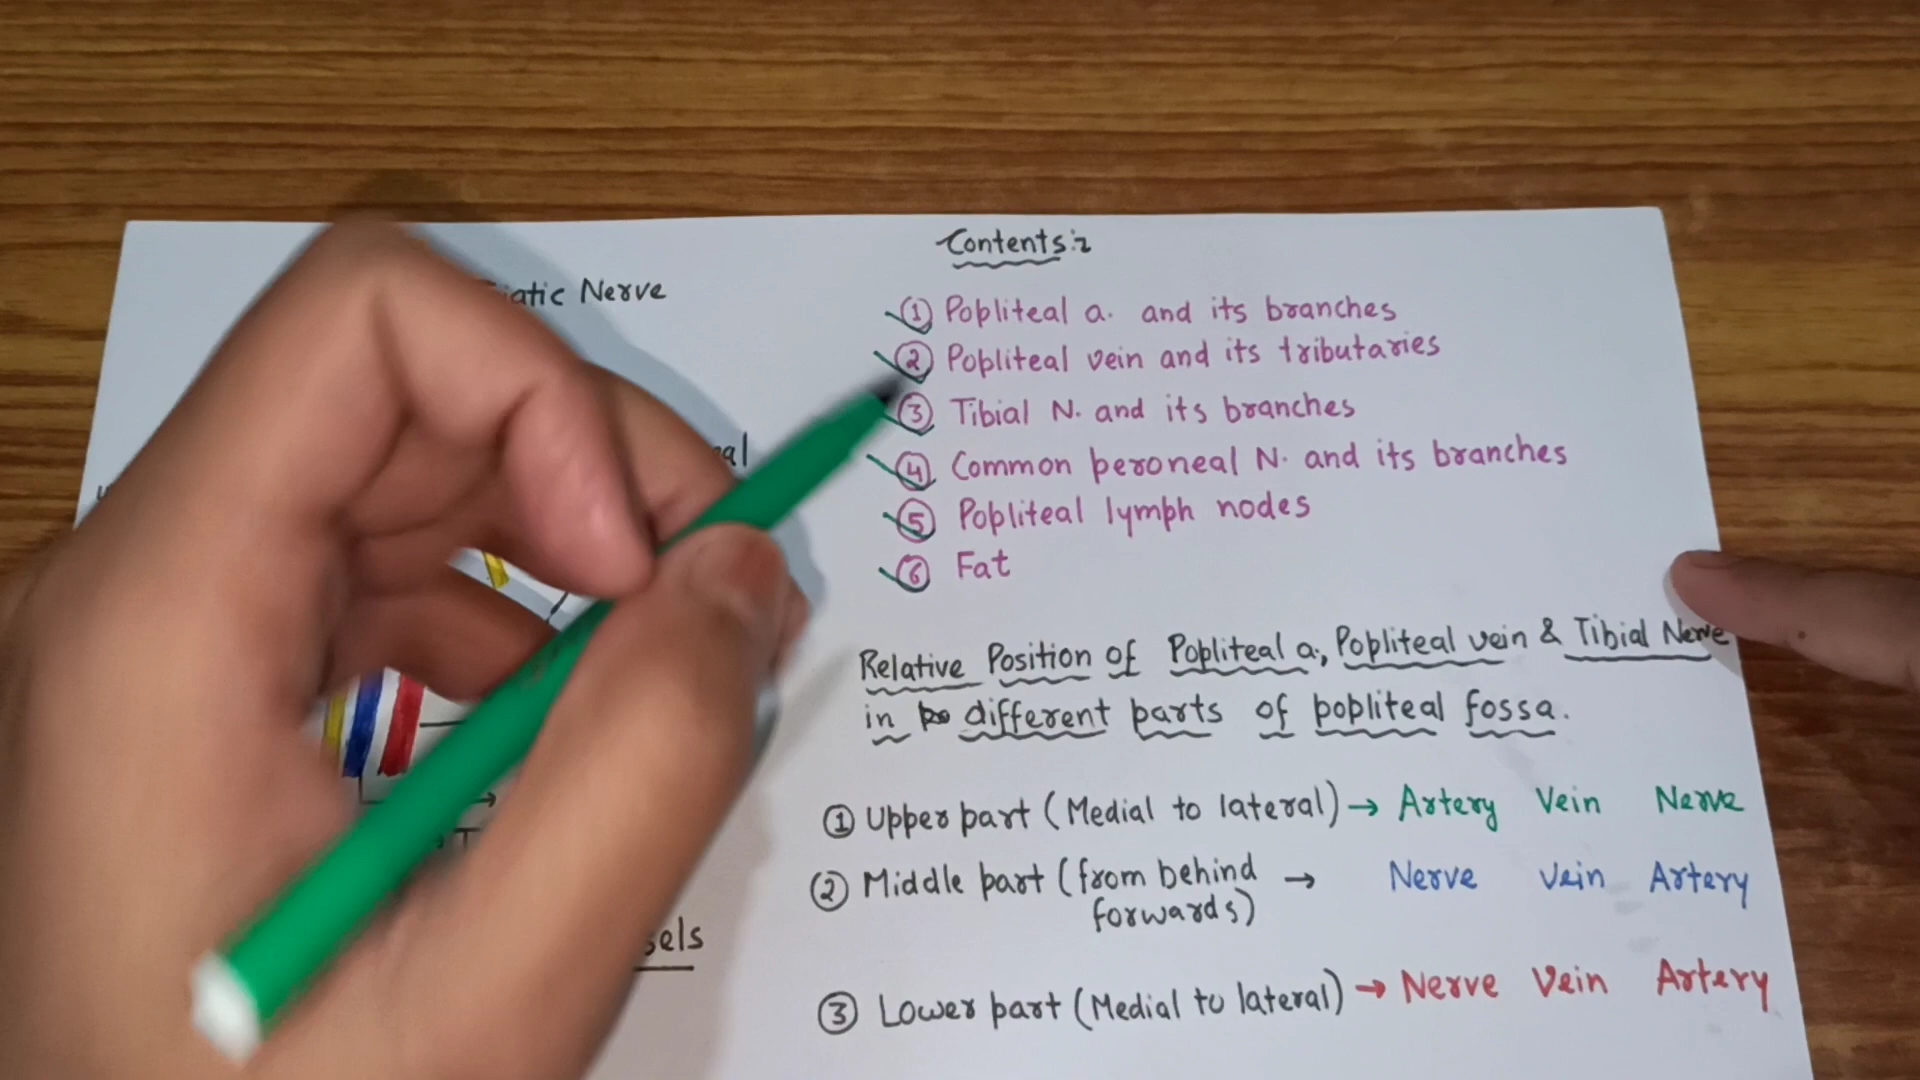 Nerve
Contents:
① Popliteal a. and its branches
② Popliteal vein and its tributaries
③ Tibial N. and its branches
④ Common peroneal N. and its branches
⑤ Popliteal lymph nodes
⑥ Fat
Relative Position of Popliteal a., Popliteal vein & Tibial Nerve
in different parts of popliteal fossa.
① Upper part (Medial to lateral) → Artery Vein Nerve
② Middle part (from behind → Nerve Vein Artery
forwards)
③ Lower part (Medial to lateral) → Nerve Vein Artery